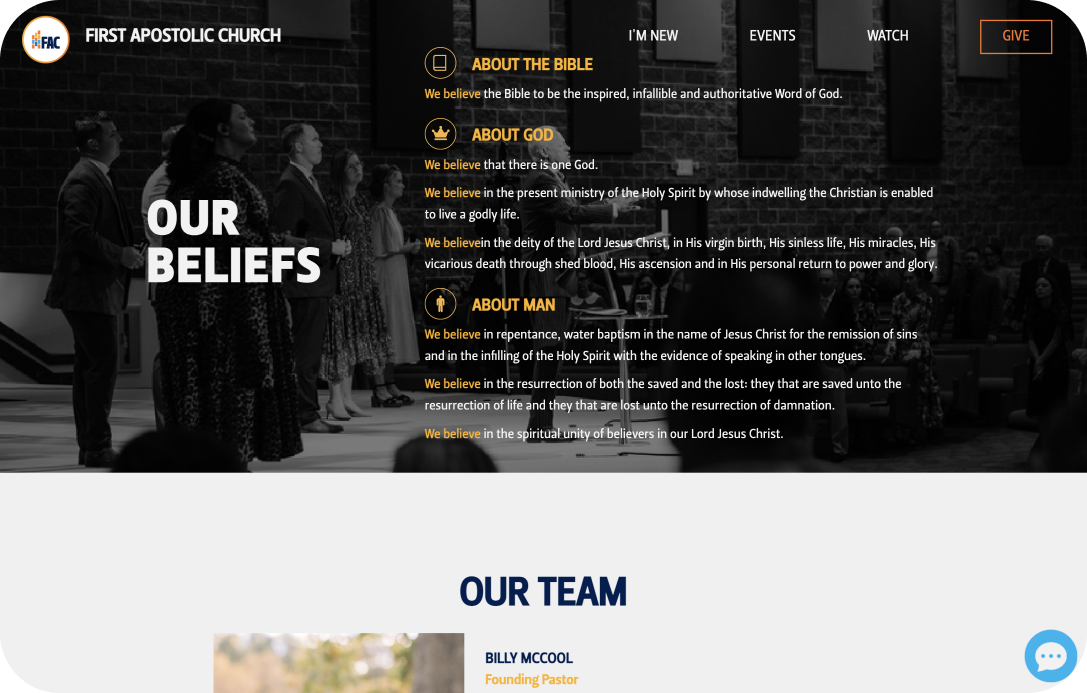 FAC
FIRST APOSTOLIC CHURCH
I'M NEW
EVENTS
WATCH
GIVE
OUR
BELIEFS
ABOUT THE BIBLE
We believe the Bible to be the inspired, infallible and authoritative Word of God.
ABOUT GOD
We believe that there is one God.
We believe in the present ministry of the Holy Spirit by whose indwelling the Christian is enabled
to live a godly life.
We believein the deity of the Lord Jesus Christ, in His virgin birth, His sinless life, His miracles, His
vicarious death through shed blood, His ascension and in His personal return to power and glory.
ABOUT MAN
We believe in repentance, water baptism in the name of Jesus Christ for the remission of sins
and in the infilling of the Holy Spirit with the evidence of speaking in other tongues.
We believe in the resurrection of both the saved and the lost: they that are saved unto the
resurrection of life and they that are lost unto the resurrection of damnation.
We believe in the spiritual unity of believers in our Lord Jesus Christ.
OUR TEAM
BILLY MCCOOL
Founding Pastor